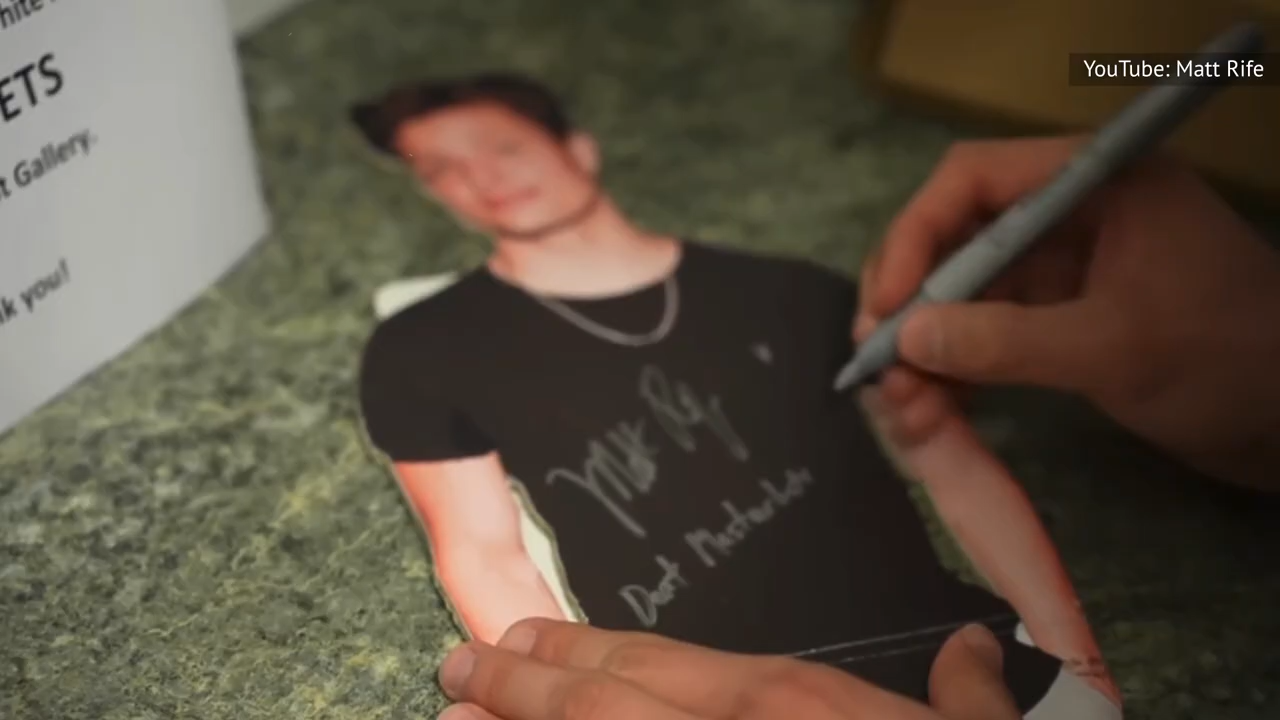 YouTube: Matt Rife
ETS
t Gallery.
k you!
Matt Rife
Don't Masturbate